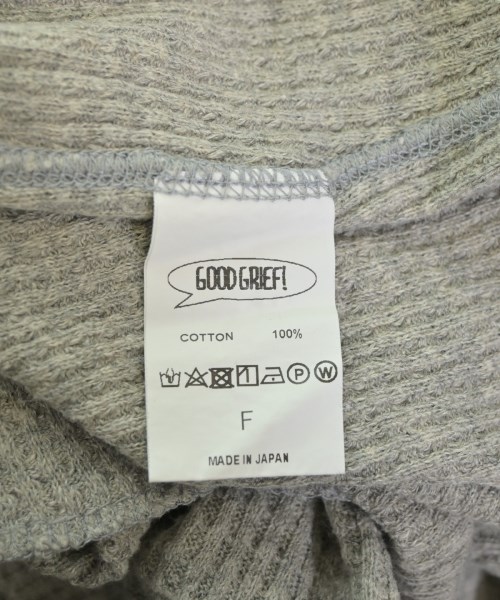 GOOD GRIEF!
COTTON 100%
P W
F
MADE IN JAPAN